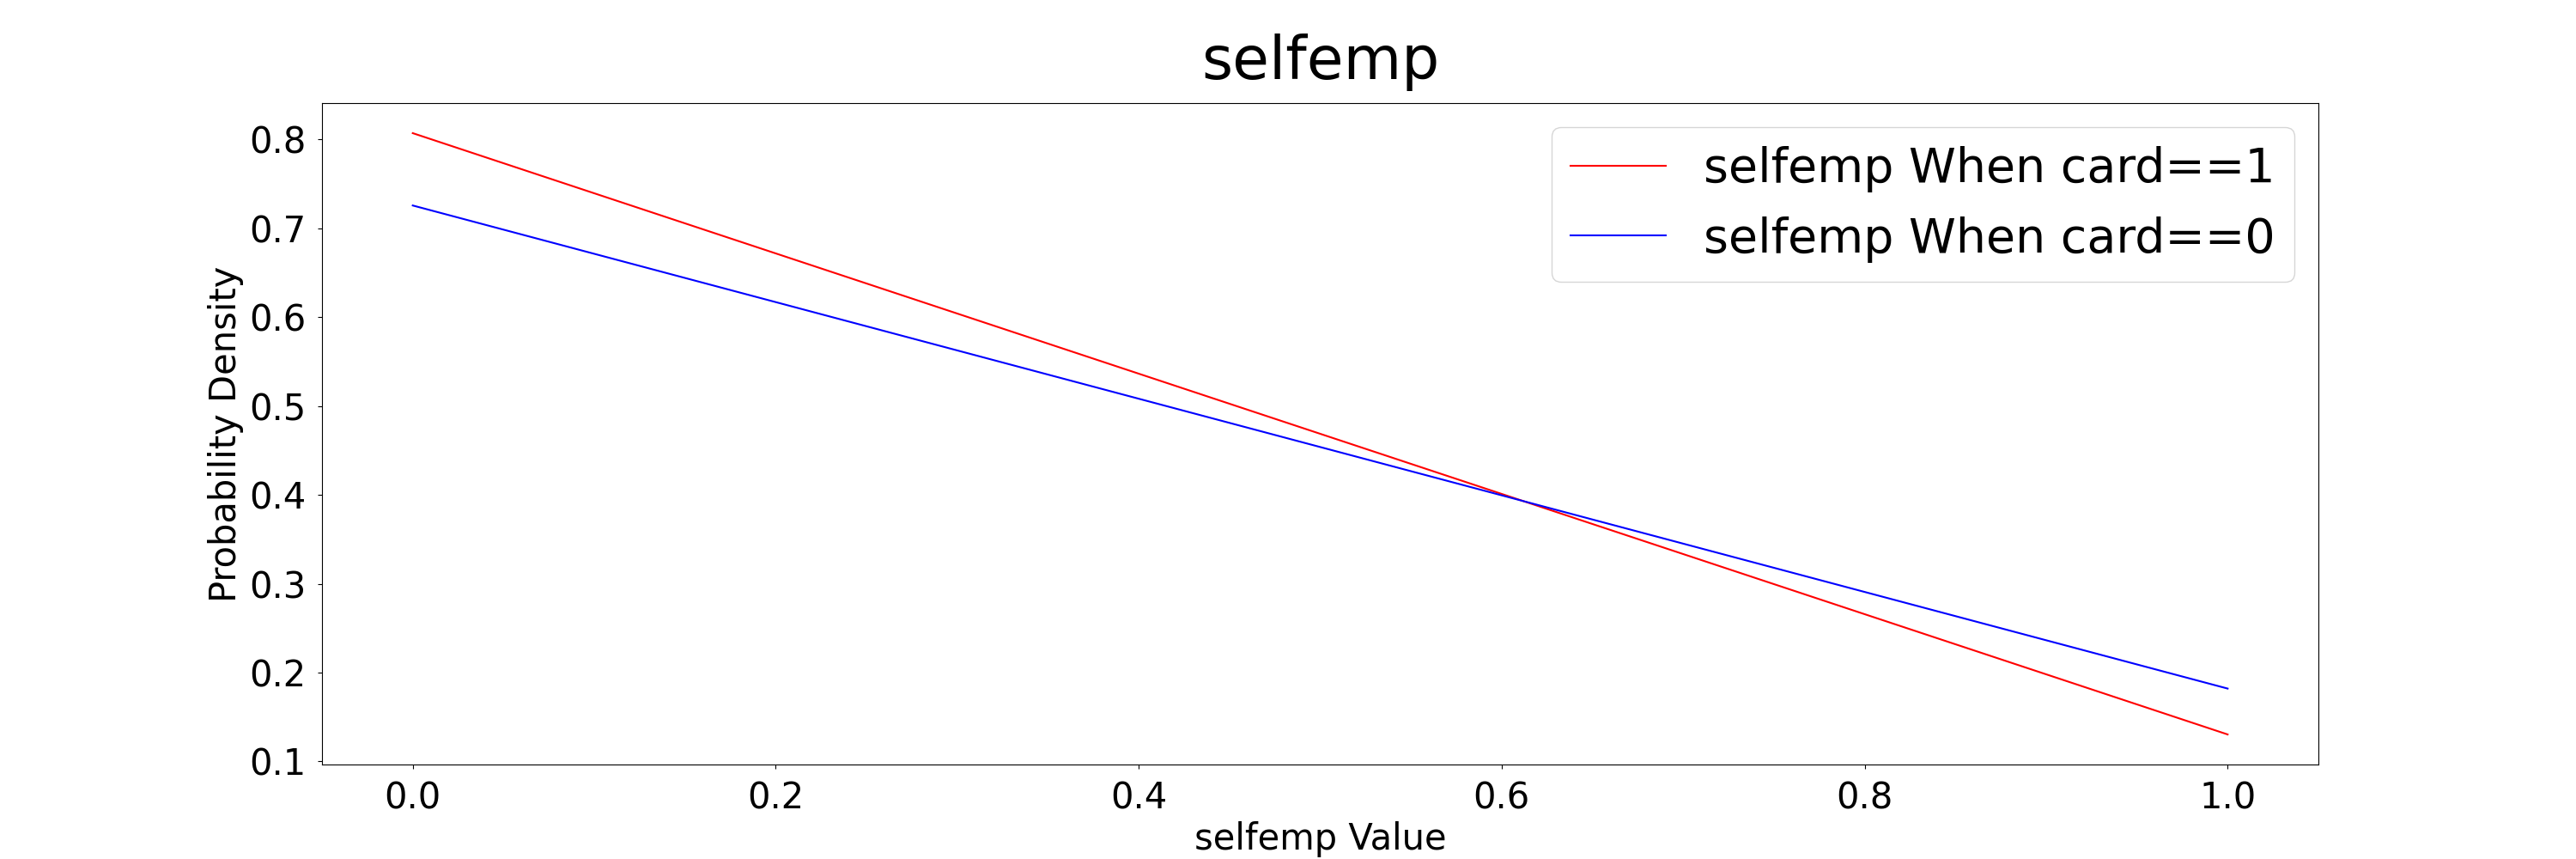 selfemp
selfemp When card==1
selfemp When card==0
Probability Density
0.8
0.7
0.6
0.5
0.4
0.3
0.2
0.1
0.0 0.2 0.4 0.6 0.8 1.0
selfemp Value